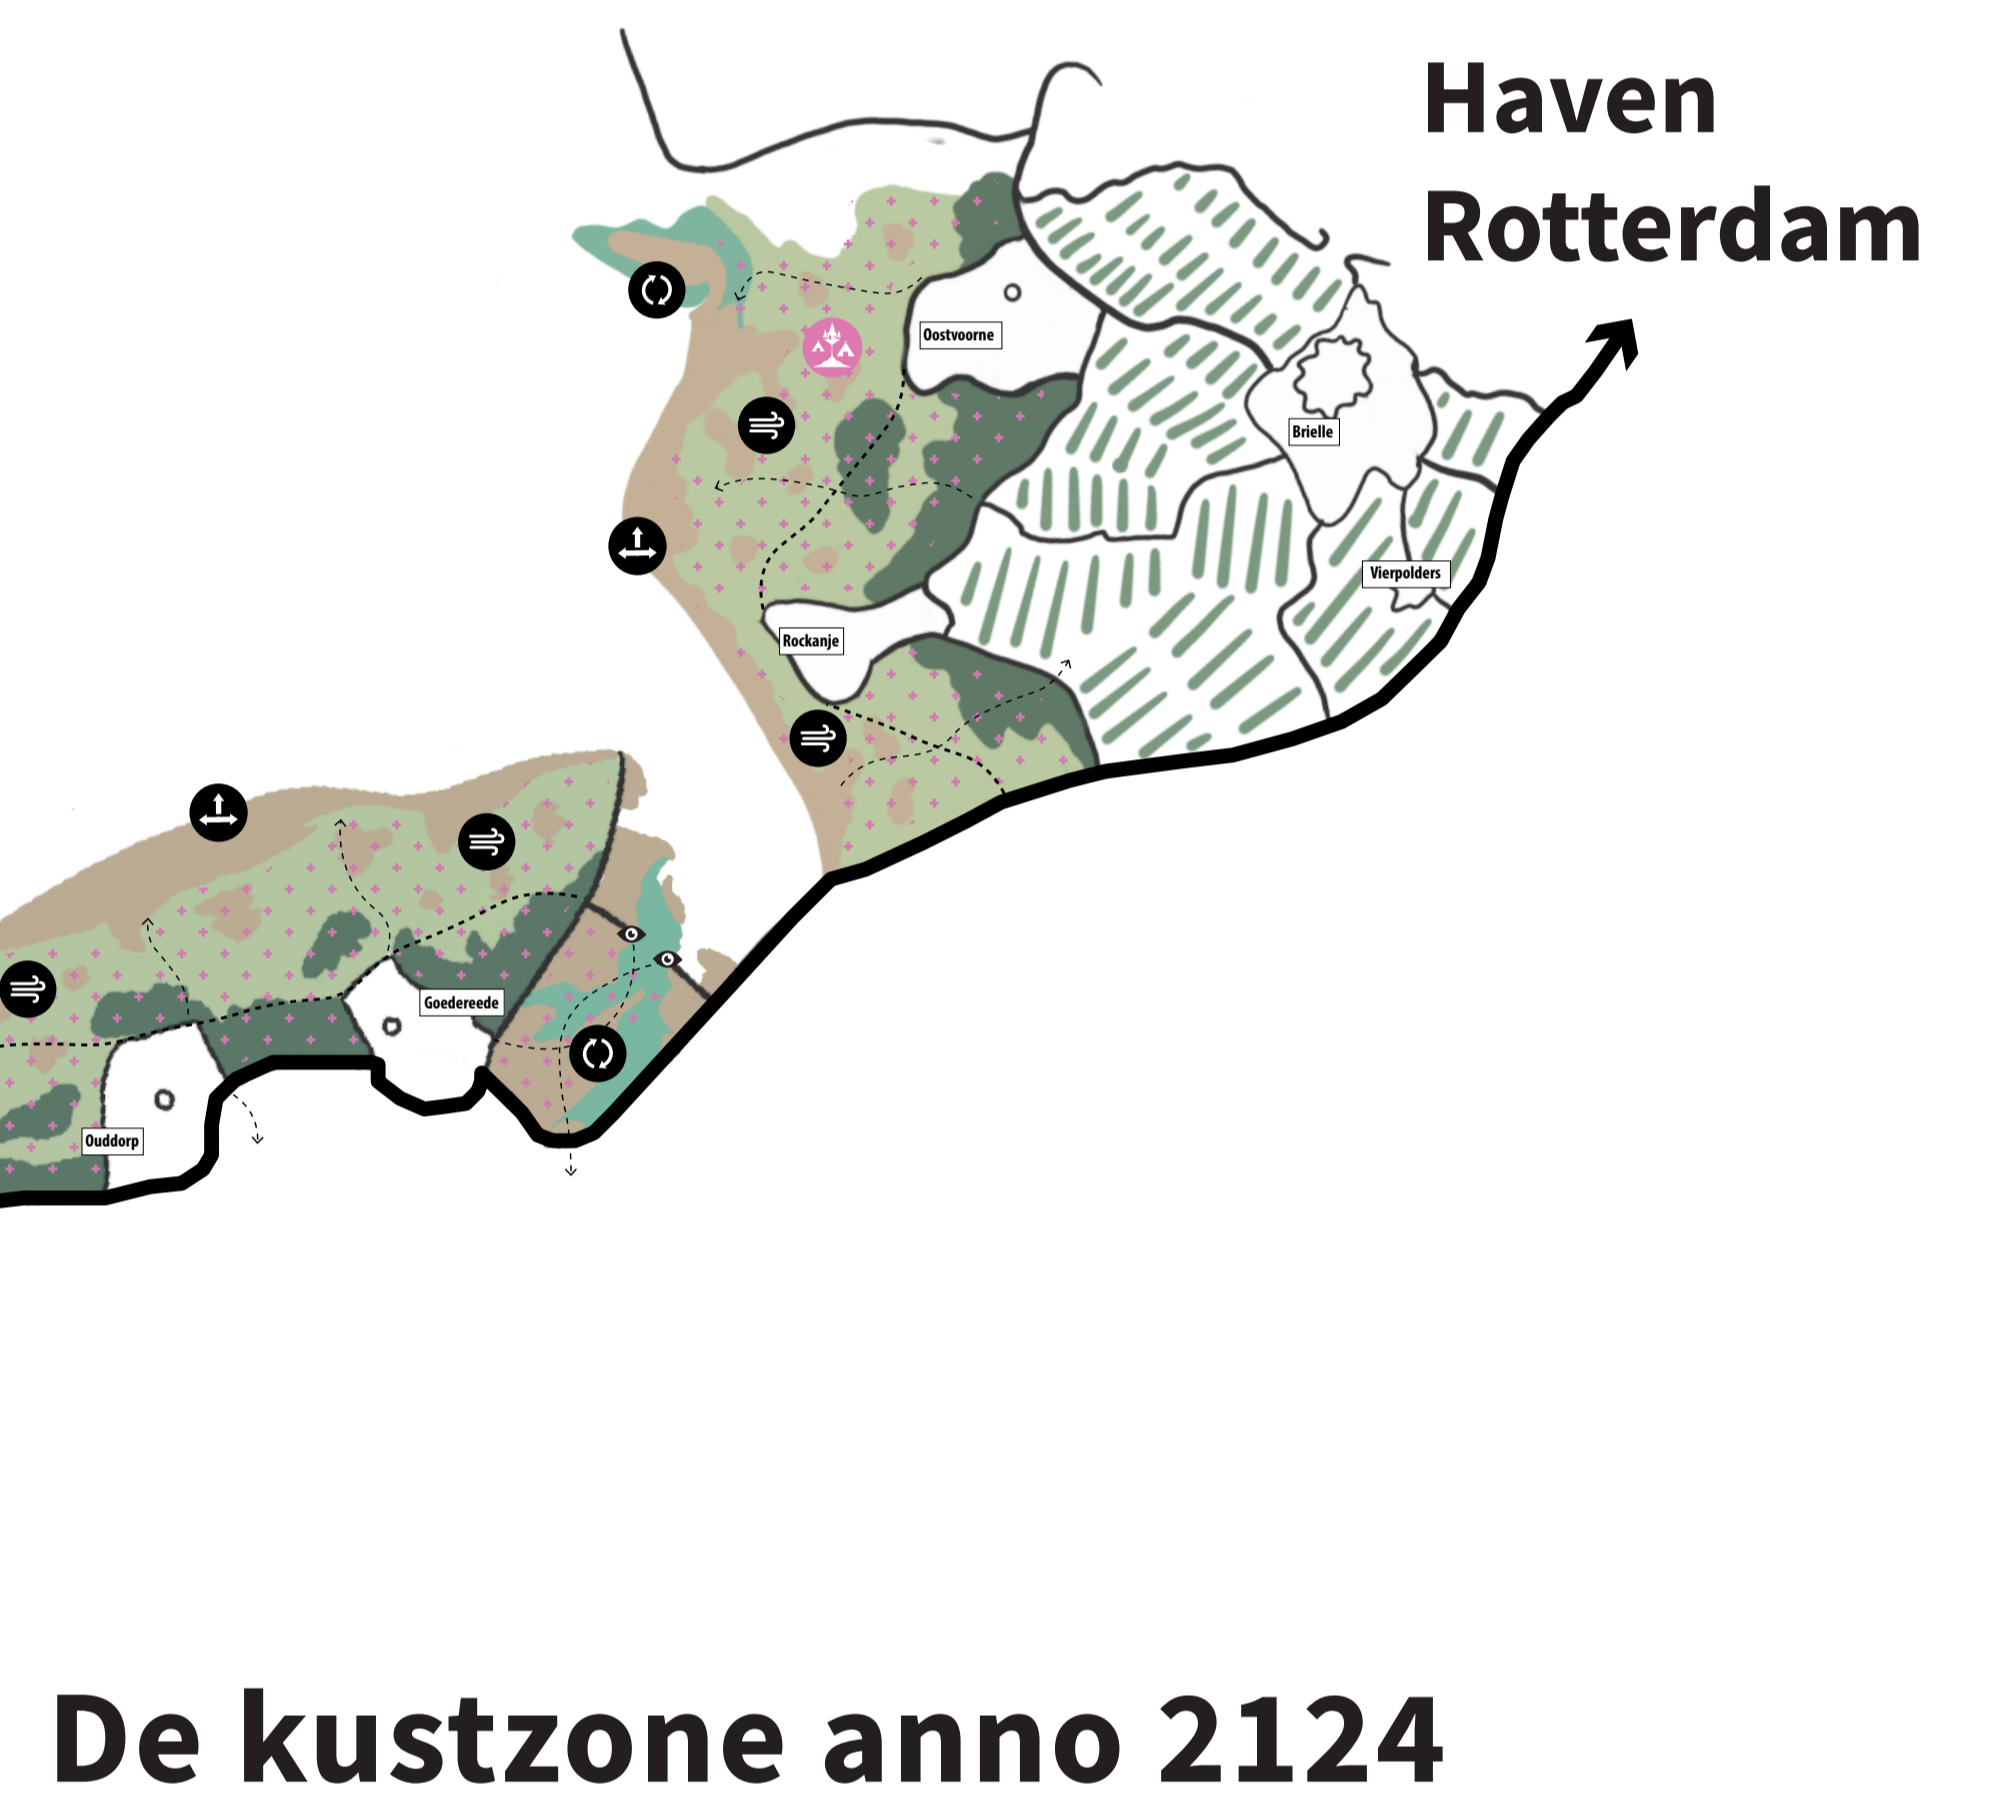 Haven
Rotterdam
Oostvoorne
Brielle
Vierpolders
Rockanje
Goedereede
Ouddorp
De kustzone anno 2124